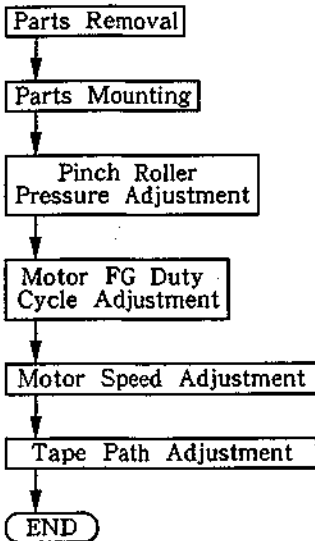 Parts Removal
Parts Mounting
Pinch Roller
Pressure Adjustment
Motor FG Duty
Cycle Adjustment
Motor Speed Adjustment
Tape Path Adjustment
END